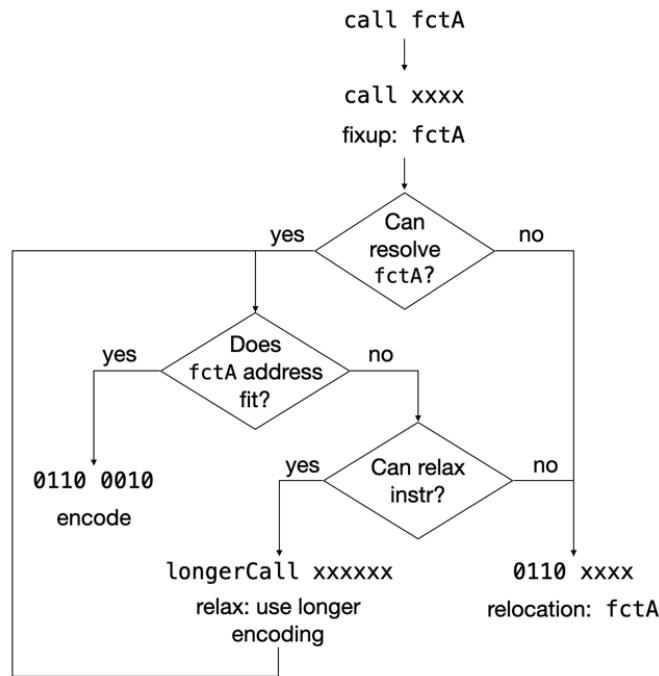 call fctA
call xxxx
fixup: fctA
Can
resolve
fctA?
yes
no
Does
fctA address
fit?
yes
no
0110 0010
encode
Can relax
instr?
yes
no
longerCall xxxxxx
relax: use longer
encoding
0110 xxxx
relocation: fctA